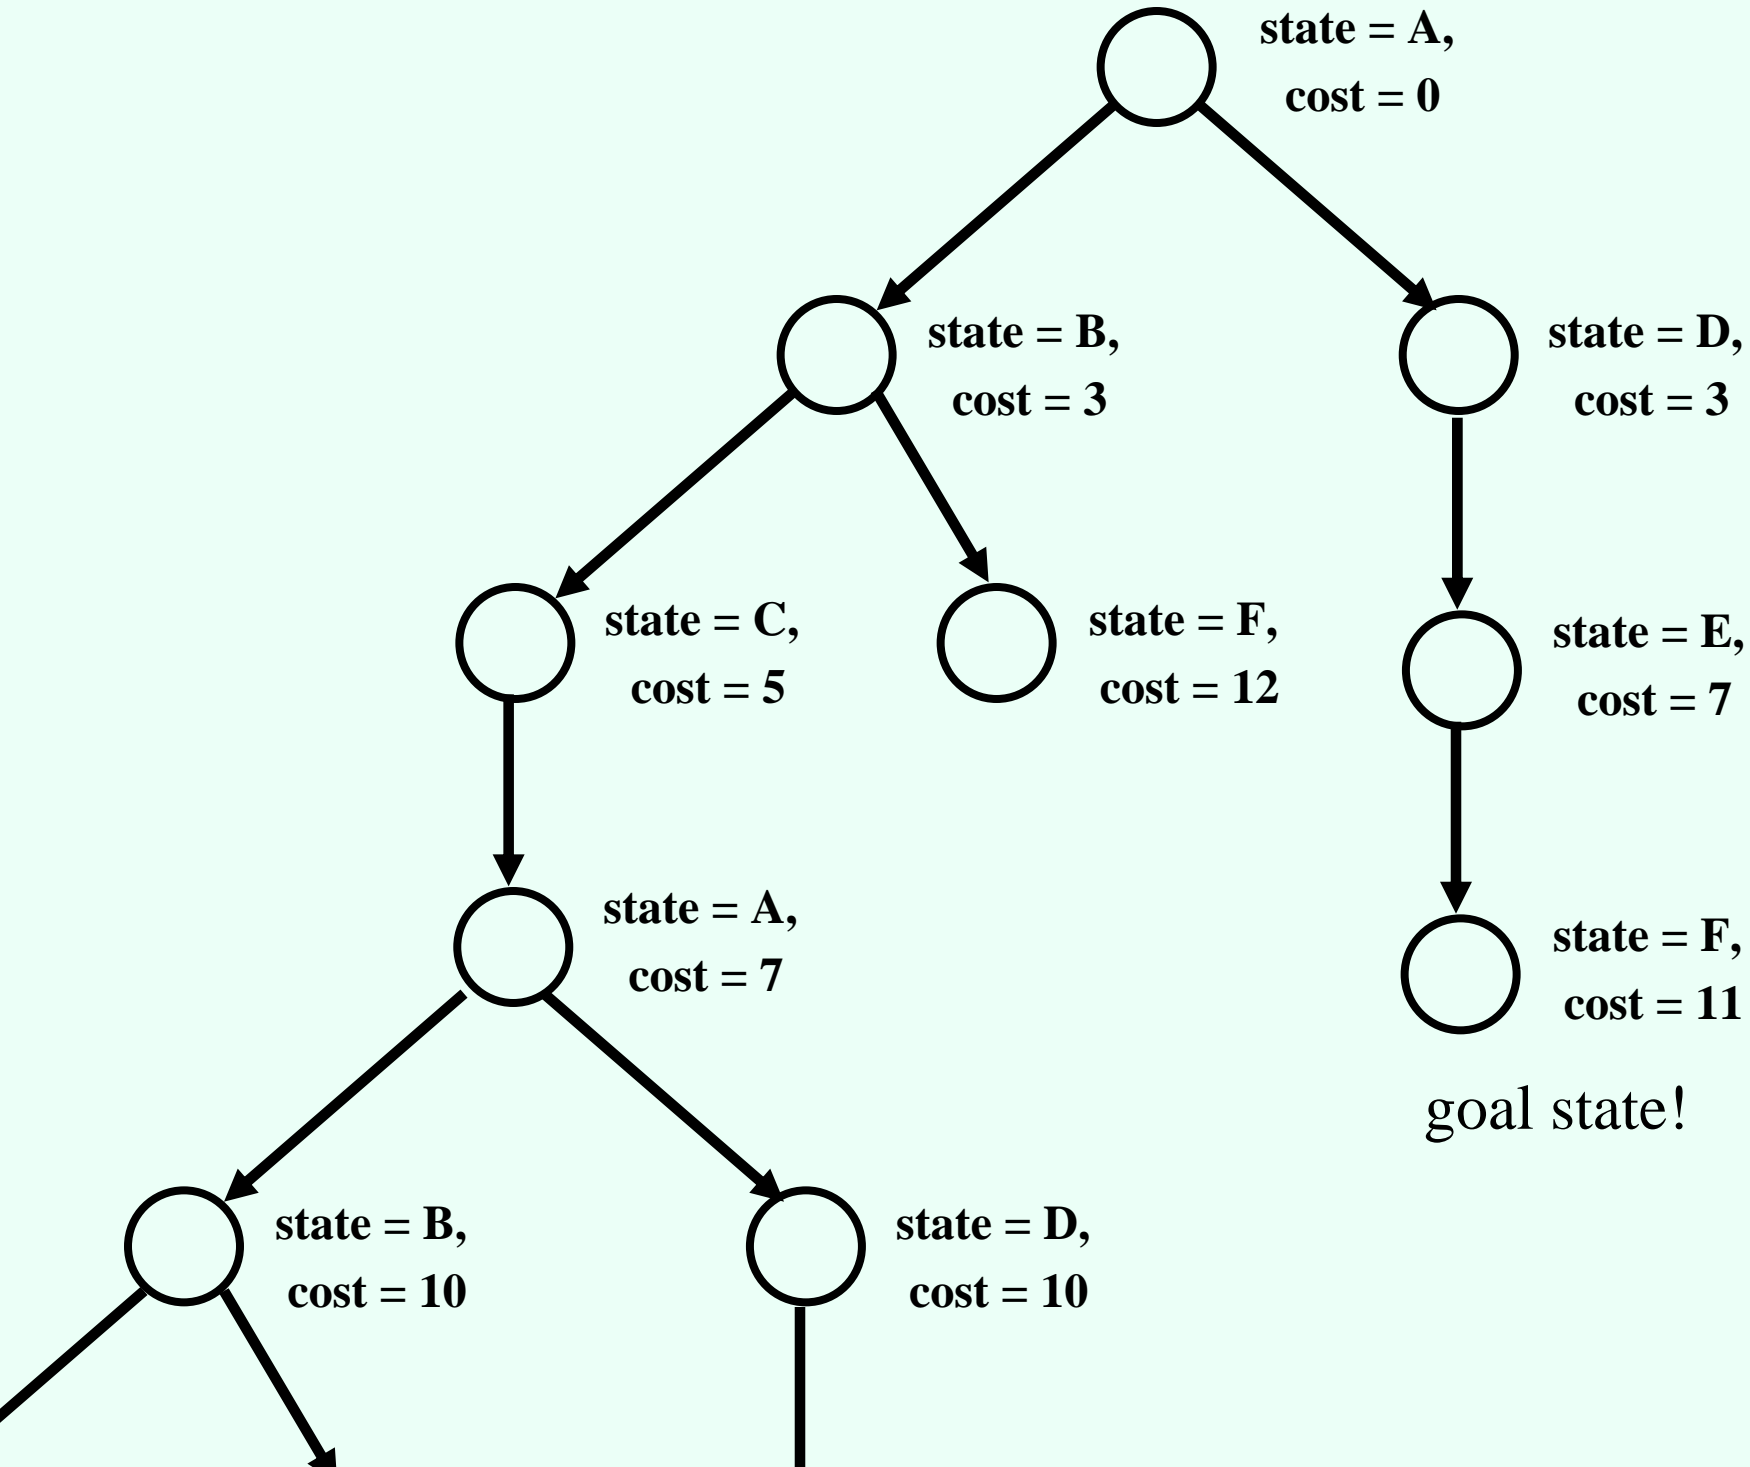 state = A,
cost = 0
state = B,
cost = 3
state = D,
cost = 3
state = C,
cost = 5
state = F,
cost = 12
state = E,
cost = 7
state = A,
cost = 7
state = F,
cost = 11
goal state!
state = B,
cost = 10
state = D,
cost = 10